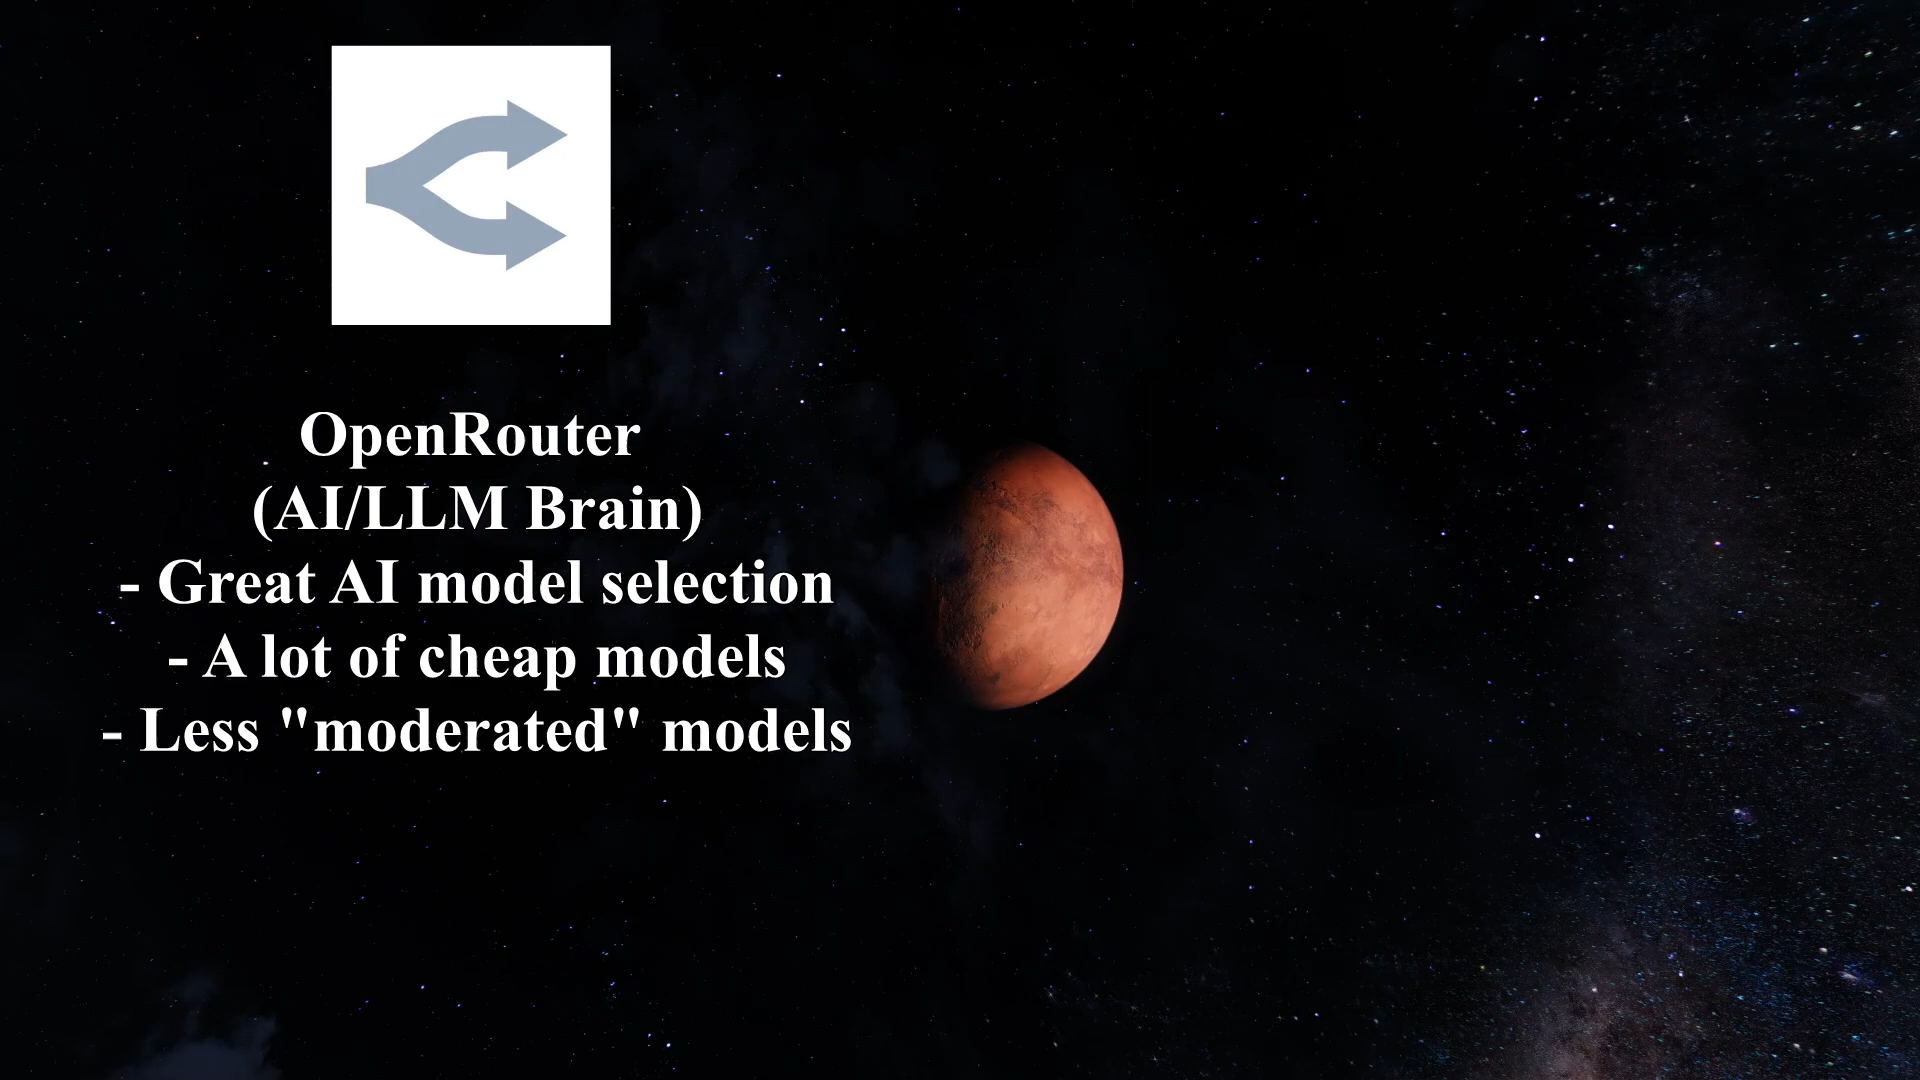 OpenRouter
(AI/LLM Brain)
- Great AI model selection
- A lot of cheap models
- Less "moderated" models